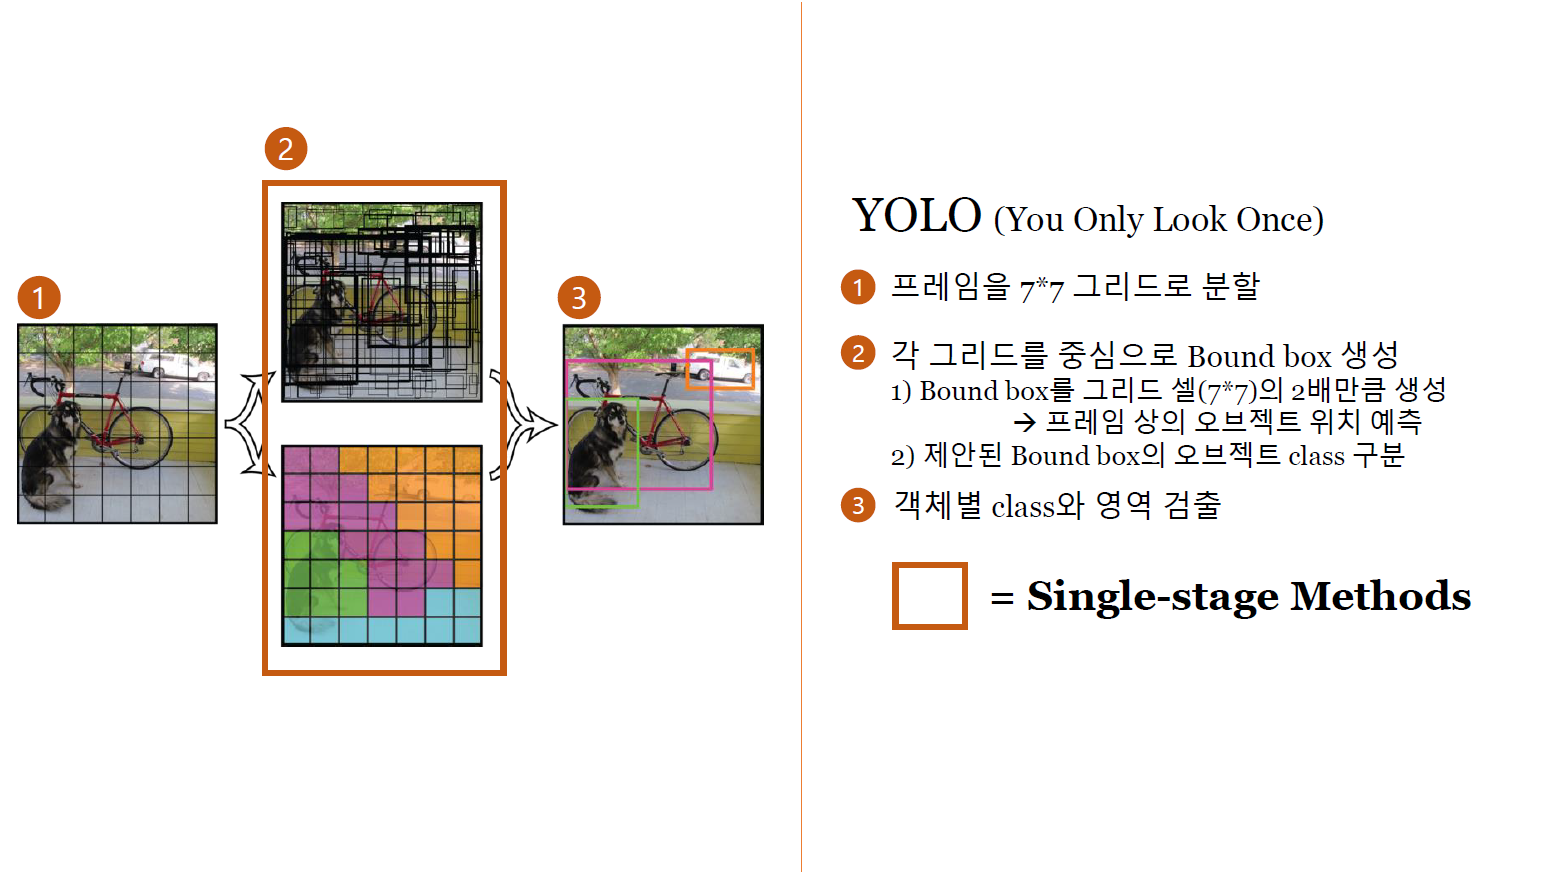 2
1
3
YOLO (You Only Look Once)
1 프레임을 7*7 그리드로 분할
2 각 그리드를 중심으로 Bound box 생성
1) Bound box를 그리드 셀(7*7)의 2배만큼 생성
→ 프레임 상의 오브젝트 위치 예측
2) 제안된 Bound box의 오브젝트 class 구분
3 객체별 class와 영역 검출
= Single-stage Methods